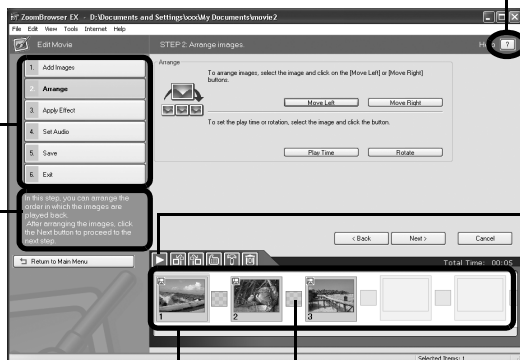 ZoomBrowser EX - D:\Documents and Settings\xxx\My Documents\movie2
File Edit View Tools Internet Help
Edit Movie
STEP 2: Arrange images.
Help ?
1. Add Images
2. Arrange
3. Apply Effect
4. Set Audio
5. Save
6. Exit
In this step, you can arrange the
order in which the images are
played back.
After arranging the images, click
the Next button to proceed to the
next step.
Return to Main Menu
Arrange
To arrange images, select the image and click on the [Move Left] or [Move Right]
buttons.
Move Left Move Right
To set the play time or rotation, select the image and click the button.
Play Time Rotate
< Back Next > Cancel
Total Time: 00:05
1 2 3
Selected Items: 1